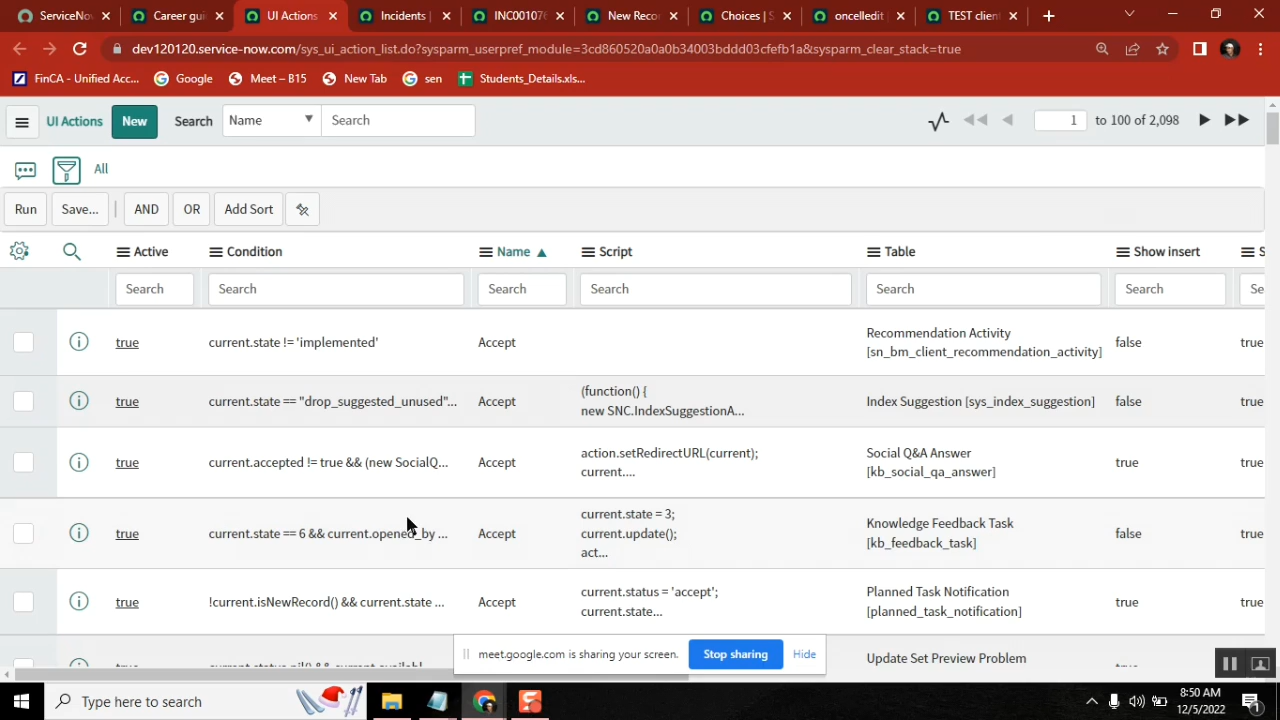 ServiceNow
Career gui
UI Actions
Incidents |
INC001076
New Reco
Choices | S
oncelledit
TEST clien
dev120120.service-now.com/sys_ui_action_list.do?sysparm_userpref_module=3cd860520a0a0b34003bddd03cfefb1a&sysparm_clear_stack=true
FinCA - Unified Acc...
Google
Meet – B15
New Tab
sen
Students_Details.xls...
UI Actions
New
Search
Name
Search
1
to 100 of 2,098
All
Run
Save...
AND
OR
Add Sort
Active
Condition
Name
Script
Table
Show insert
S
Search
Search
Search
Search
Search
Search
Se
true
current.state != 'implemented'
Accept
Recommendation Activity
[sn_bm_client_recommendation_activity]
false
true
true
current.state == "drop_suggested_unused"...
Accept
(function() {
new SNC.IndexSuggestionA...
Index Suggestion [sys_index_suggestion]
false
true
true
current.accepted != true && (new SocialQ...
Accept
action.setRedirectURL(current);
current....
Social Q&A Answer
[kb_social_qa_answer]
true
true
true
current.state == 6 && current.opened_by ...
Accept
current.state = 3;
current.update();
act...
Knowledge Feedback Task
[kb_feedback_task]
false
true
true
!current.isNewRecord() && current.state ...
Accept
current.status = 'accept';
current.state...
Planned Task Notification
[planned_task_notification]
true
true
Update Set Preview Problem
meet.google.com is sharing your screen.
Stop sharing
Hide
Type here to search
8:50 AM
12/5/2022
1